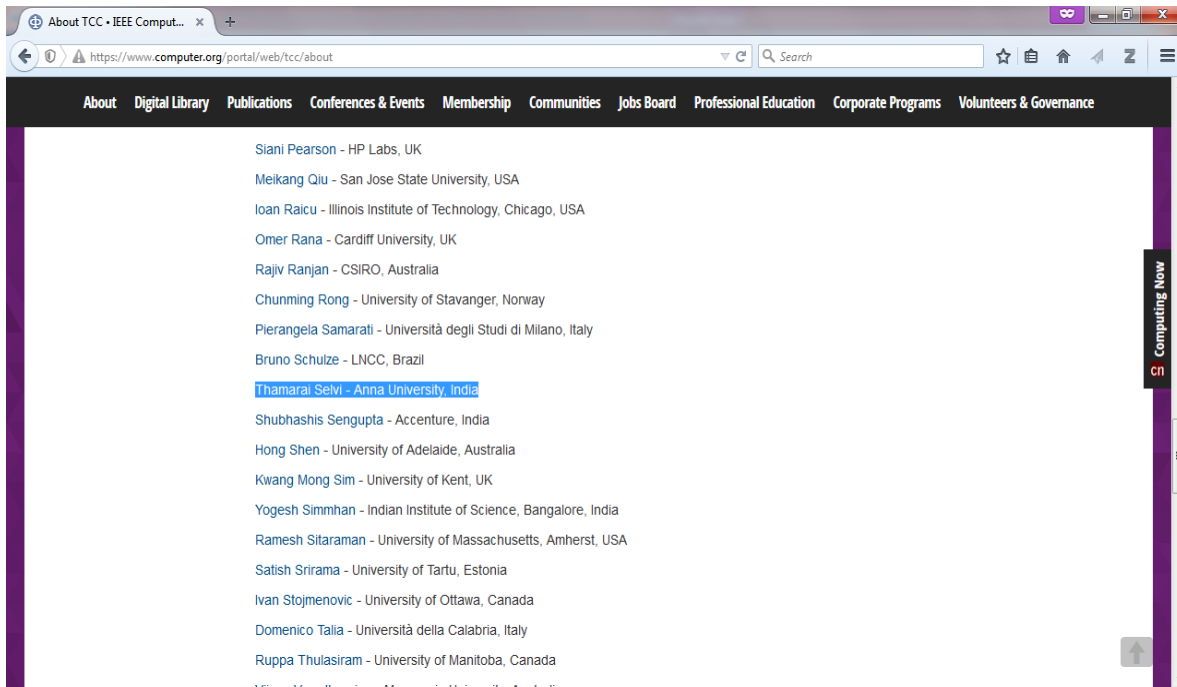 About TCC • IEEE Comput... × +
https://www.computer.org/portal/web/tcc/about Search
About Digital Library Publications Conferences & Events Membership Communities Jobs Board Professional Education Corporate Programs Volunteers & Governance
Siani Pearson - HP Labs, UK
Meikang Qiu - San Jose State University, USA
Ioan Raicu - Illinois Institute of Technology, Chicago, USA
Omer Rana - Cardiff University, UK
Rajiv Ranjan - CSIRO, Australia
Chunming Rong - University of Stavanger, Norway
Pierangela Samarati - Università degli Studi di Milano, Italy
Bruno Schulze - LNCC, Brazil
Thamarai Selvi - Anna University, India
Shubhashis Sengupta - Accenture, India
Hong Shen - University of Adelaide, Australia
Kwang Mong Sim - University of Kent, UK
Yogesh Simmhan - Indian Institute of Science, Bangalore, India
Ramesh Sitaraman - University of Massachusetts, Amherst, USA
Satish Srirama - University of Tartu, Estonia
Ivan Stojmenovic - University of Ottawa, Canada
Domenico Talia - Università della Calabria, Italy
Ruppa Thulasiram - University of Manitoba, Canada
cn Computing Now